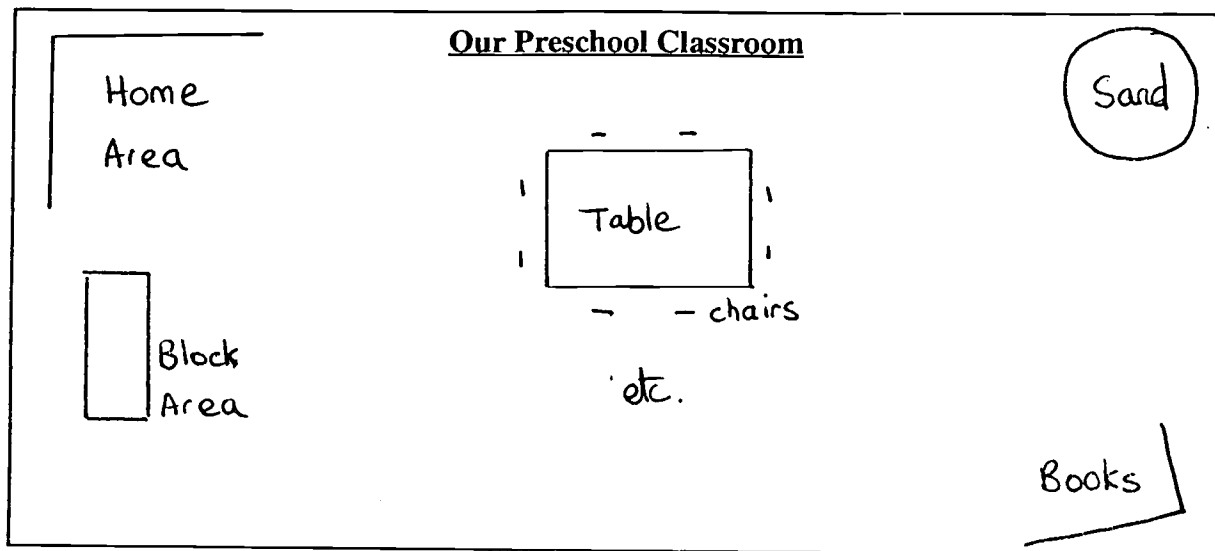 Our Preschool Classroom
Home
Area
Sand
Table
chairs
Block
Area
etc.
Books